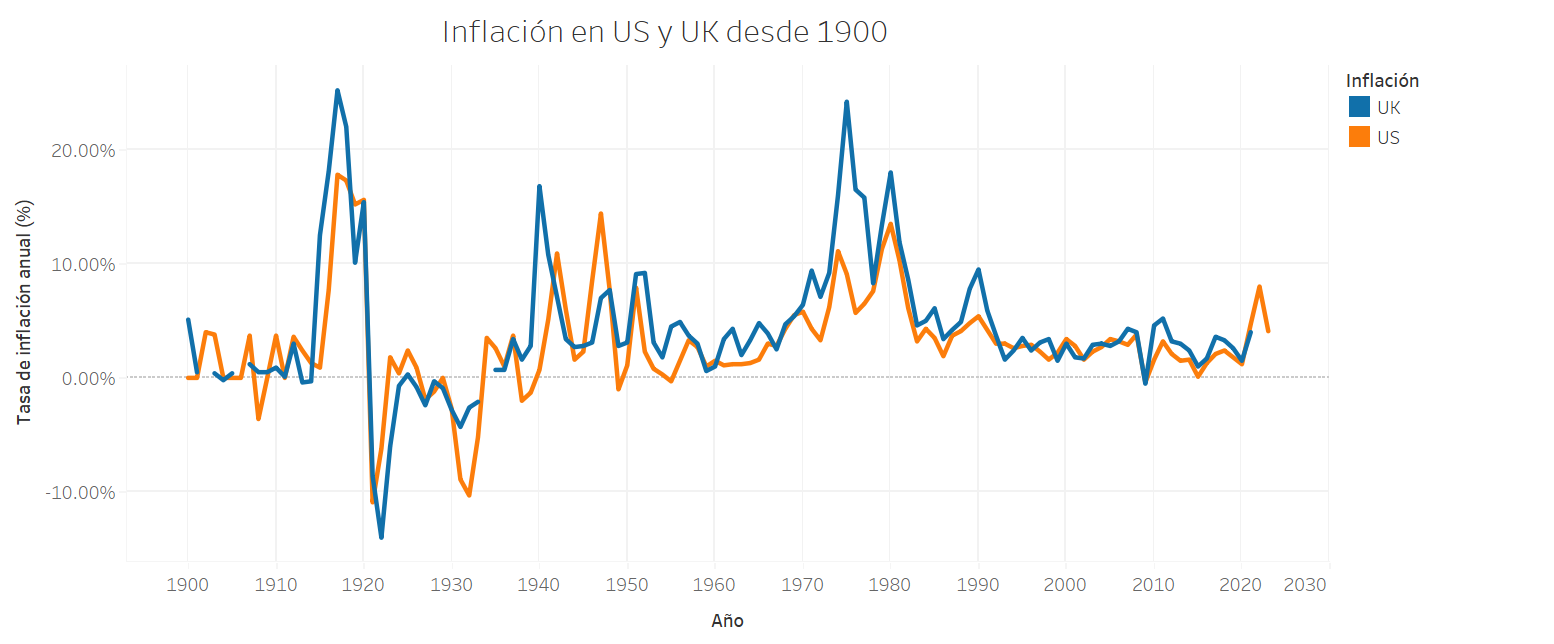 Inflación en US y UK desde 1900
Inflación
UK
US
Tasa de inflación anual (%)
20.00%
10.00%
0.00%
-10.00%
1900 1910 1920 1930 1940 1950 1960 1970 1980 1990 2000 2010 2020 2030
Año